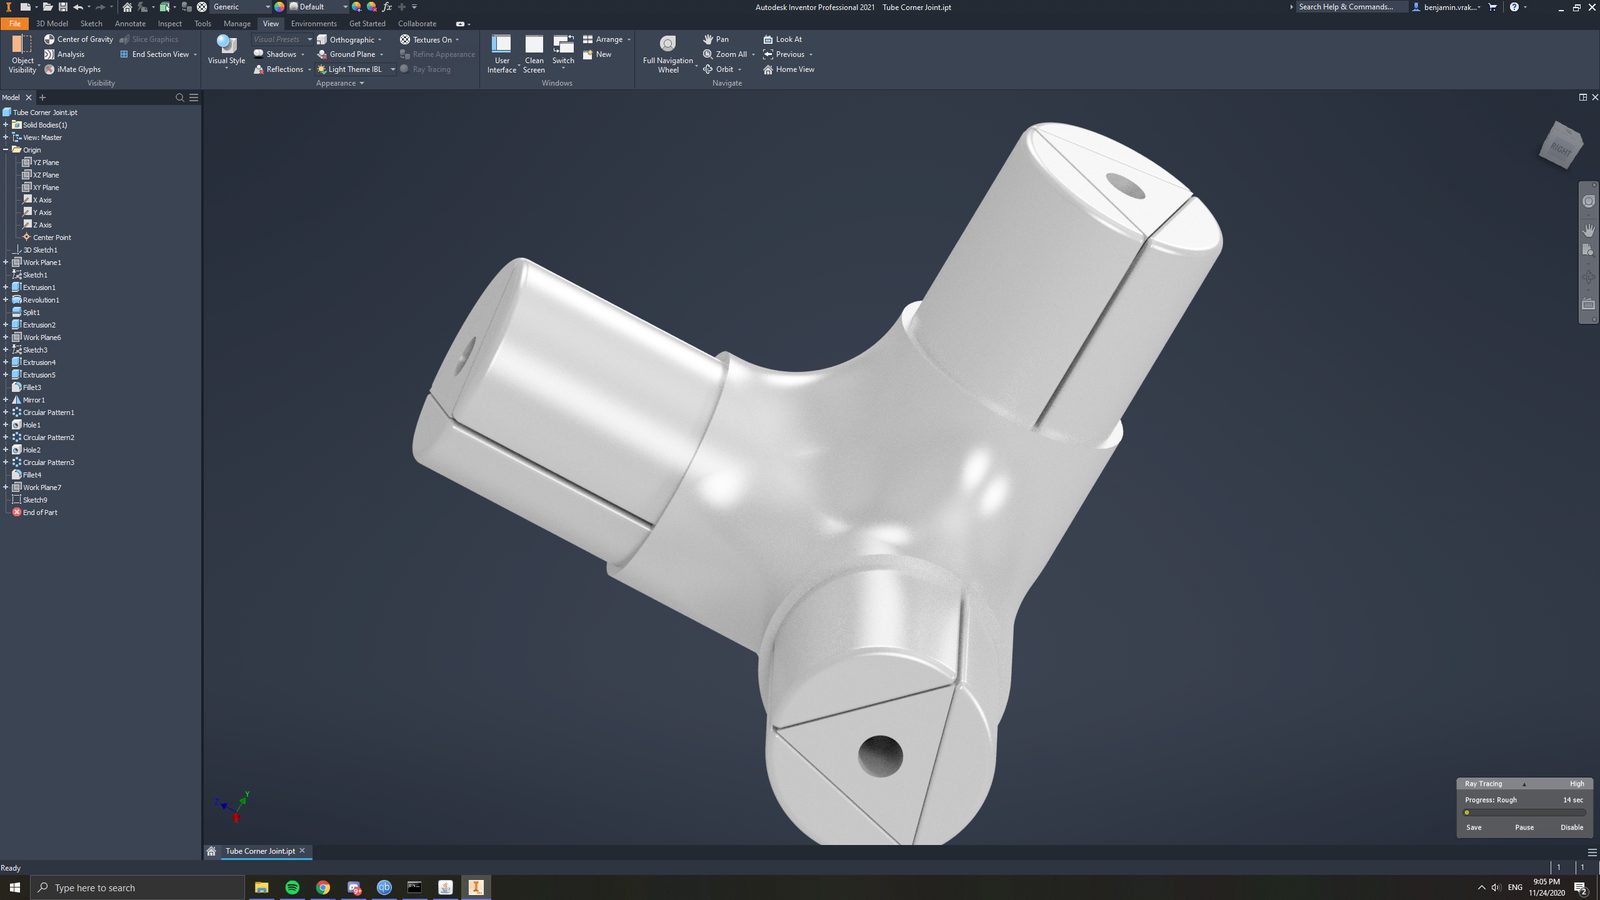 Generic
Default
Autodesk Inventor Professional 2021 Tube Corner Joint.ipt
Search Help & Commands...
benjamin.vrak...
File 3D Model Sketch Annotate Inspect Tools Manage View Environments Get Started Collaborate
Object Visibility
Center of Gravity
Analysis
iMate Glyphs
Slice Graphics
End Section View
Visibility
Visual Style
Visual Presets
Shadows
Reflections
Orthographic
Ground Plane
Light Theme IBL
Textures On
Refine Appearance
Ray Tracing
Appearance
User Interface
Clean Screen
Switch
Arrange
New
Windows
Full Navigation Wheel
Pan
Zoom All
Orbit
Look At
Previous
Home View
Navigate
Model
Tube Corner Joint.ipt
Solid Bodies(1)
View: Master
Origin
YZ Plane
XZ Plane
XY Plane
X Axis
Y Axis
Z Axis
Center Point
3D Sketch1
Work Plane1
Sketch1
Extrusion1
Revolution1
Split1
Extrusion2
Work Plane6
Sketch3
Extrusion4
Extrusion5
Fillet3
Mirror1
Circular Pattern1
Hole1
Circular Pattern2
Hole2
Circular Pattern3
Fillet4
Work Plane7
Sketch9
End of Part
RIGHT
Z
Y
Ray Tracing High
Progress: Rough 14 sec
Save Pause Disable
Tube Corner Joint.ipt
Ready
1 1
Type here to search
ENG
9:05 PM
11/24/2020
2